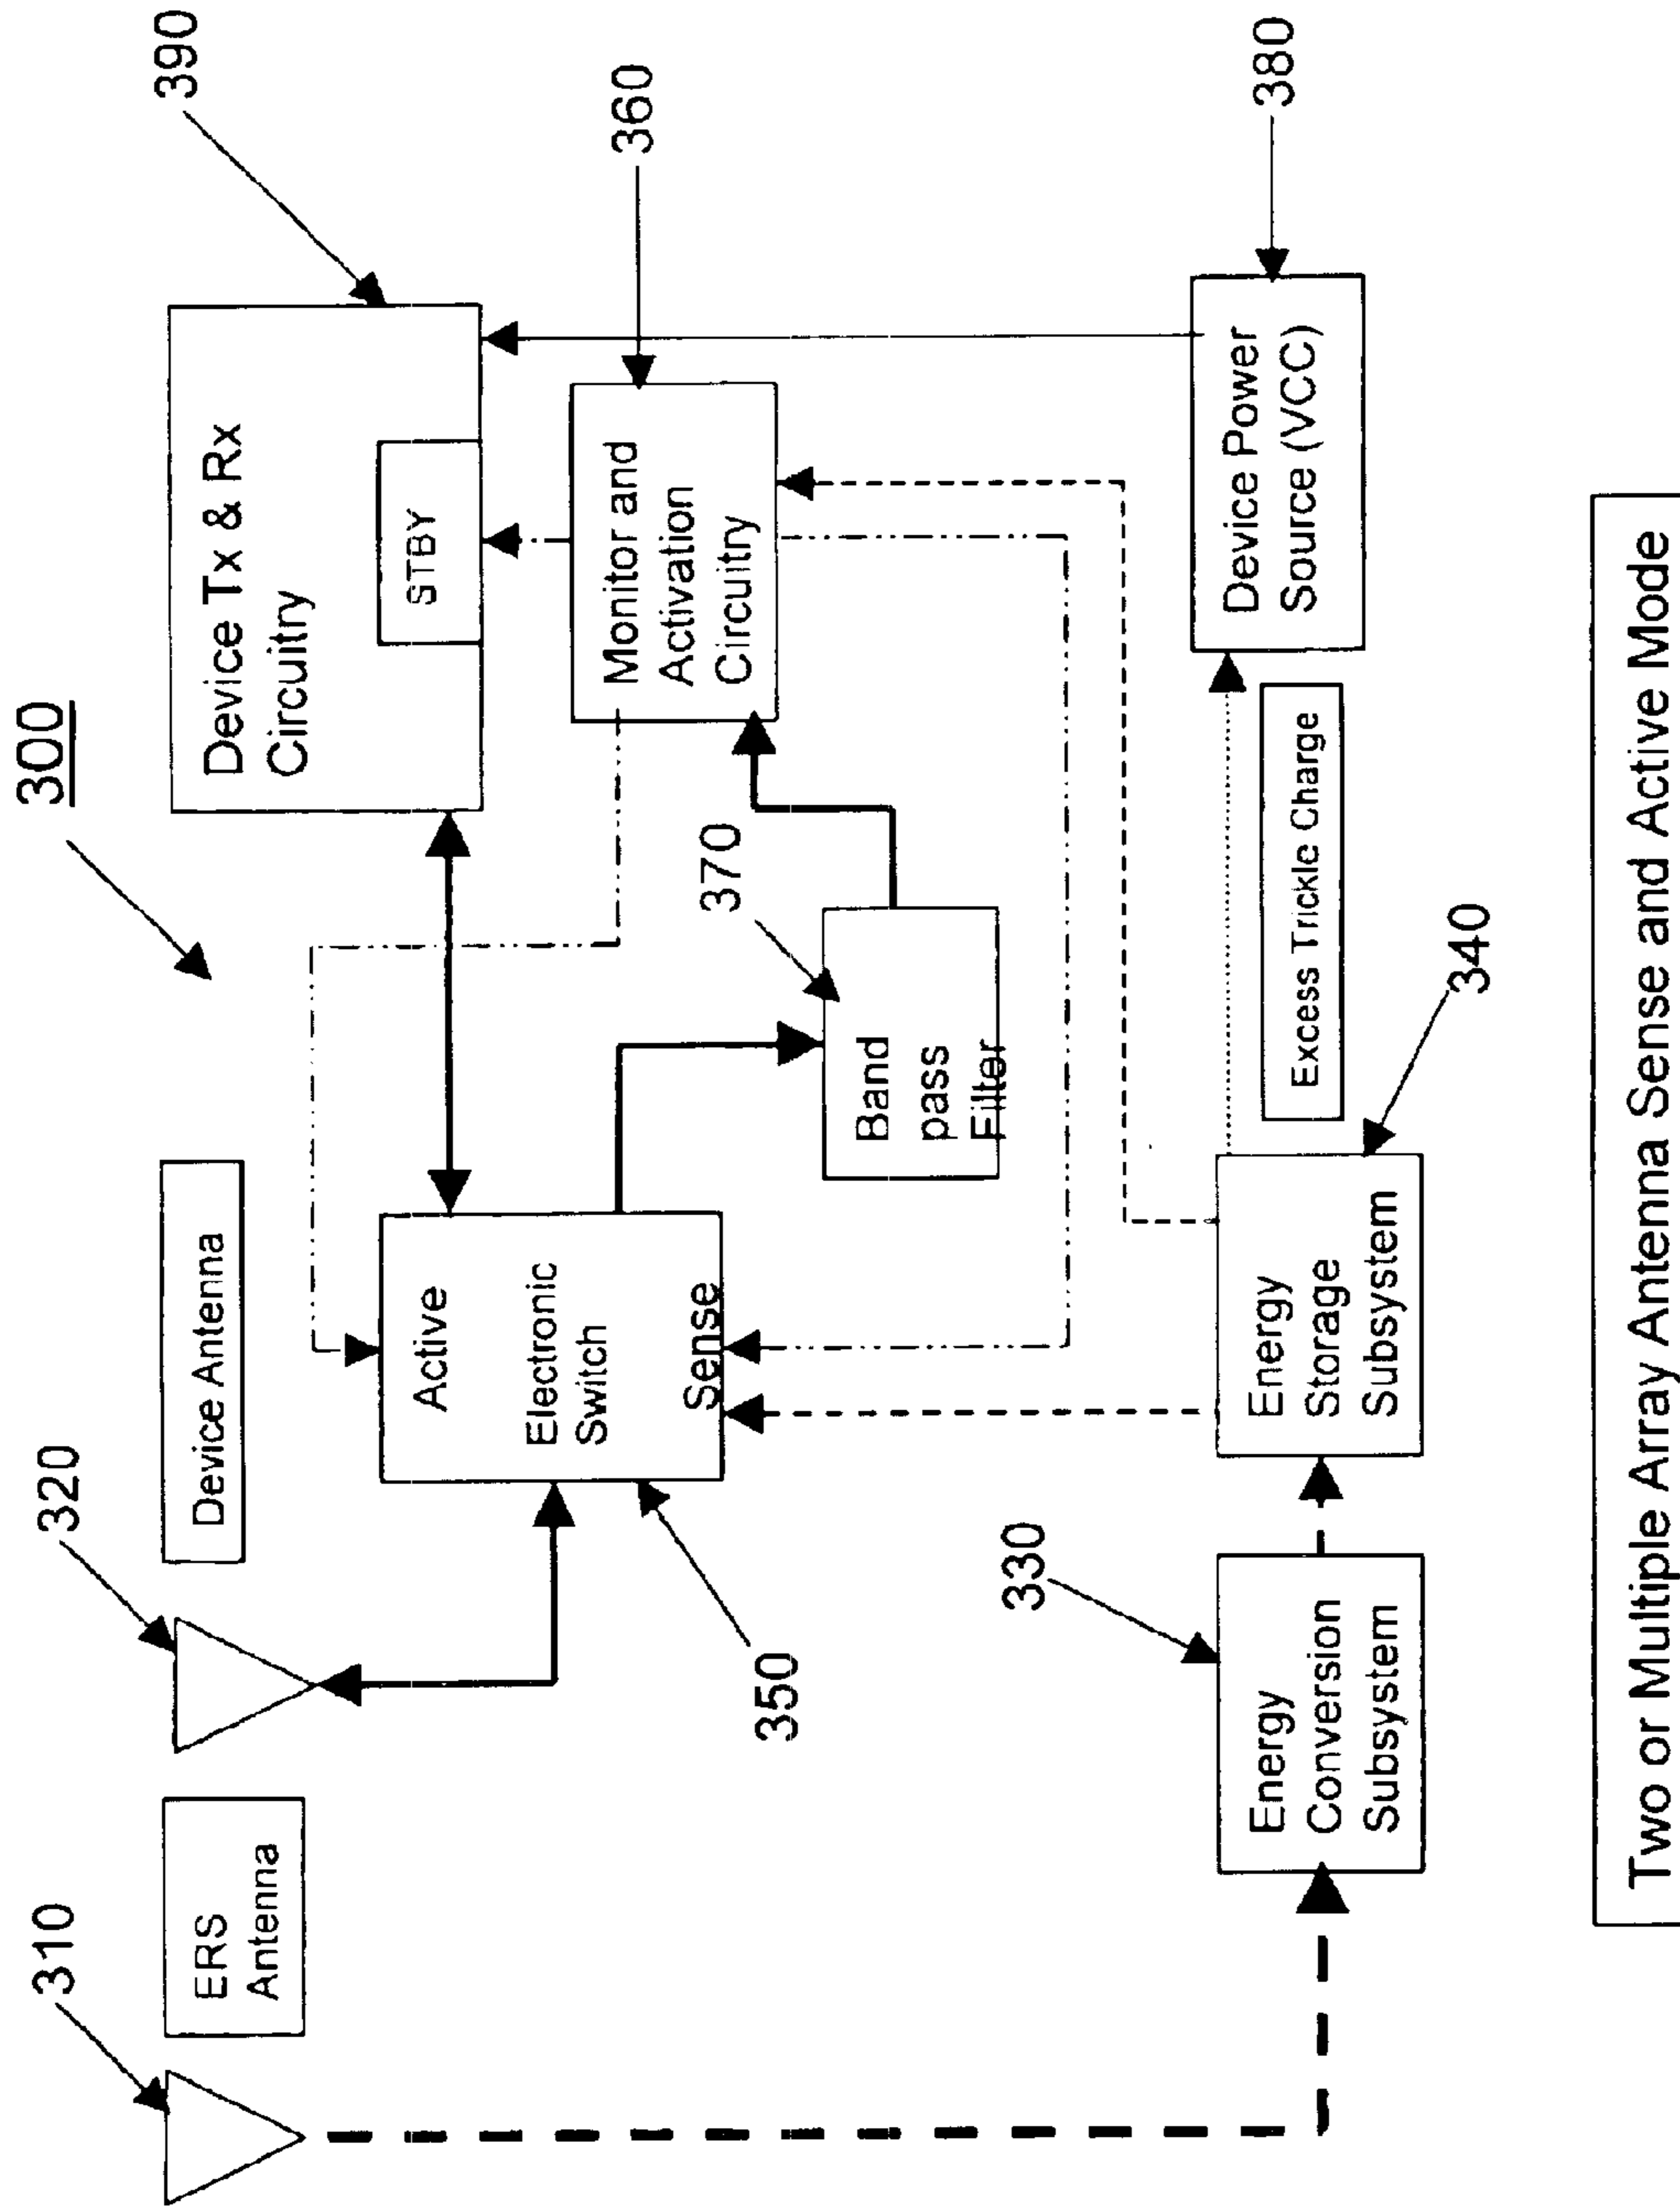 300
310
ERS
Antenna
320
Device Antenna
390
Device Tx & Rx
Circuitry
STBY
Active
Electronic
Switch
Sense
350
360
Monitor and
Activation
Circuitry
370
Band
pass
Filter
330
Energy
Conversion
Subsystem
Energy
Storage
Subsystem
340
Excess Trickle Charge
Device Power
Source (VCC)
380
Two or Multiple Array Antenna Sense and Active Mode